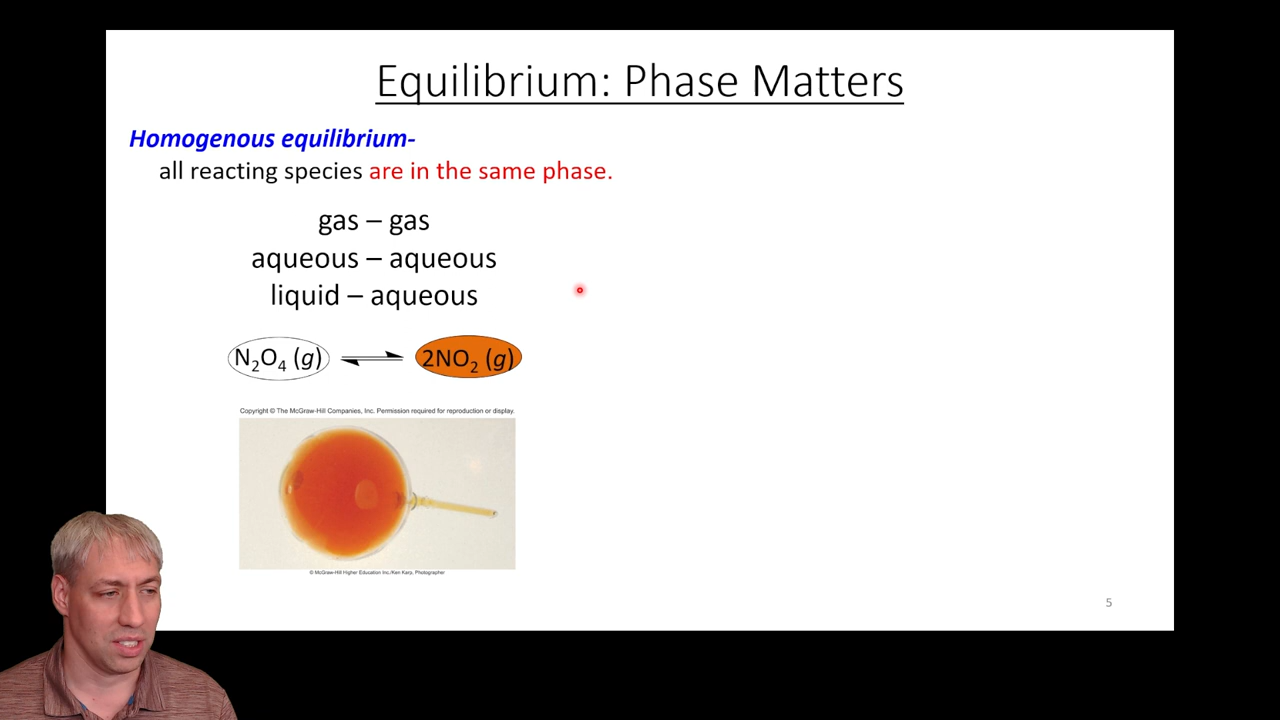 Equilibrium: Phase Matters
Homogenous equilibrium-
all reacting species are in the same phase.
gas – gas
aqueous – aqueous
liquid – aqueous
N₂O₄ (g) ⇌ 2NO₂ (g)
Copyright © The McGraw-Hill Companies, Inc. Permission required for reproduction or display.
© McGraw-Hill Higher Education Inc./Ken Karp, Photographer
5